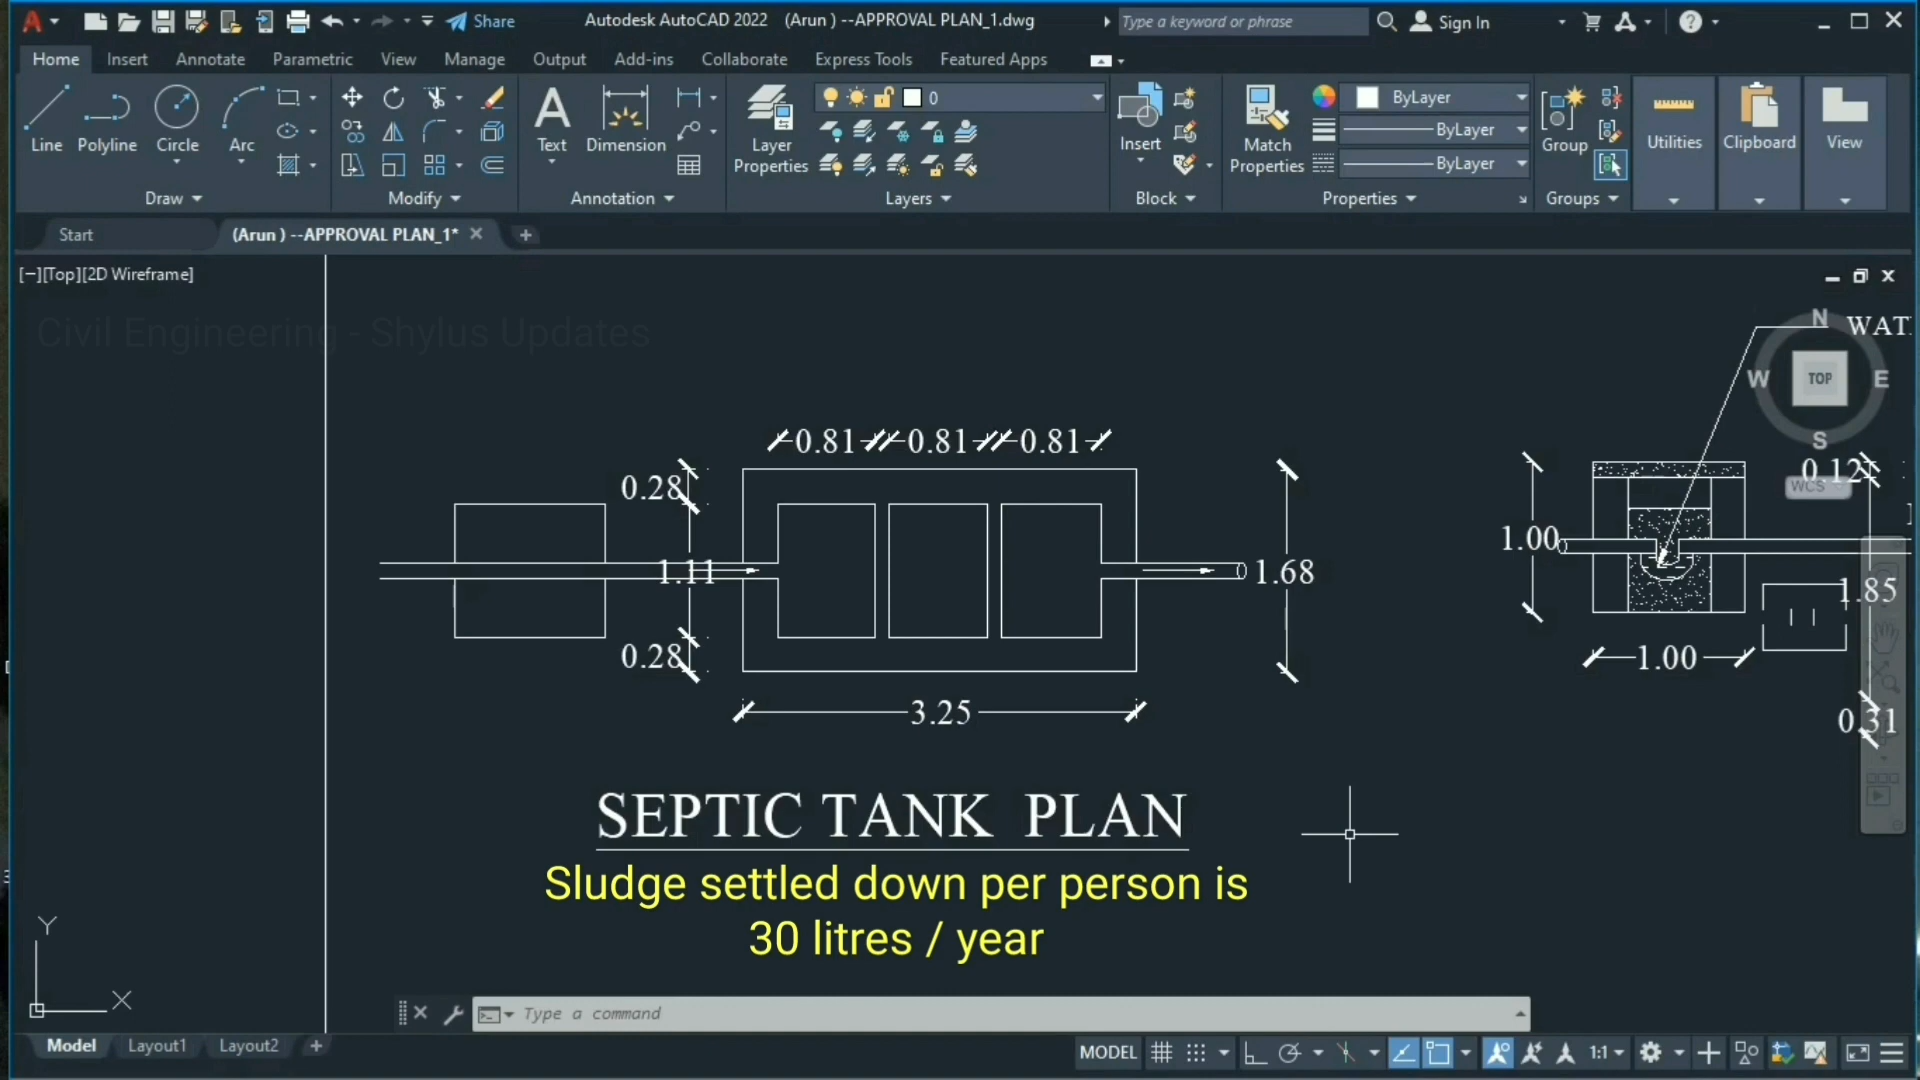 Share
Autodesk AutoCAD 2022 (Arun ) --APPROVAL PLAN_1.dwg
Type a keyword or phrase
Sign In
Home Insert Annotate Parametric View Manage Output Add-ins Collaborate Express Tools Featured Apps
0
ByLayer
ByLayer
ByLayer
Line Polyline Circle Arc
Text Dimension
Layer Properties
Insert
Match Properties
Group
Utilities Clipboard View
Draw Modify Annotation Layers Block Properties Groups
Start (Arun ) --APPROVAL PLAN_1*
[−][Top][2D Wireframe]
Civil Engineering - Shylus Updates
N
WAT
W TOP E
S
WCS
0.81 0.81 0.81
0.28
0.12
1.00
1.11
1.68
1.85
0.28
1.00
3.25
0.31
SEPTIC TANK PLAN
Sludge settled down per person is
30 litres / year
Y
X
Type a command
Model Layout1 Layout2
MODEL 1:1